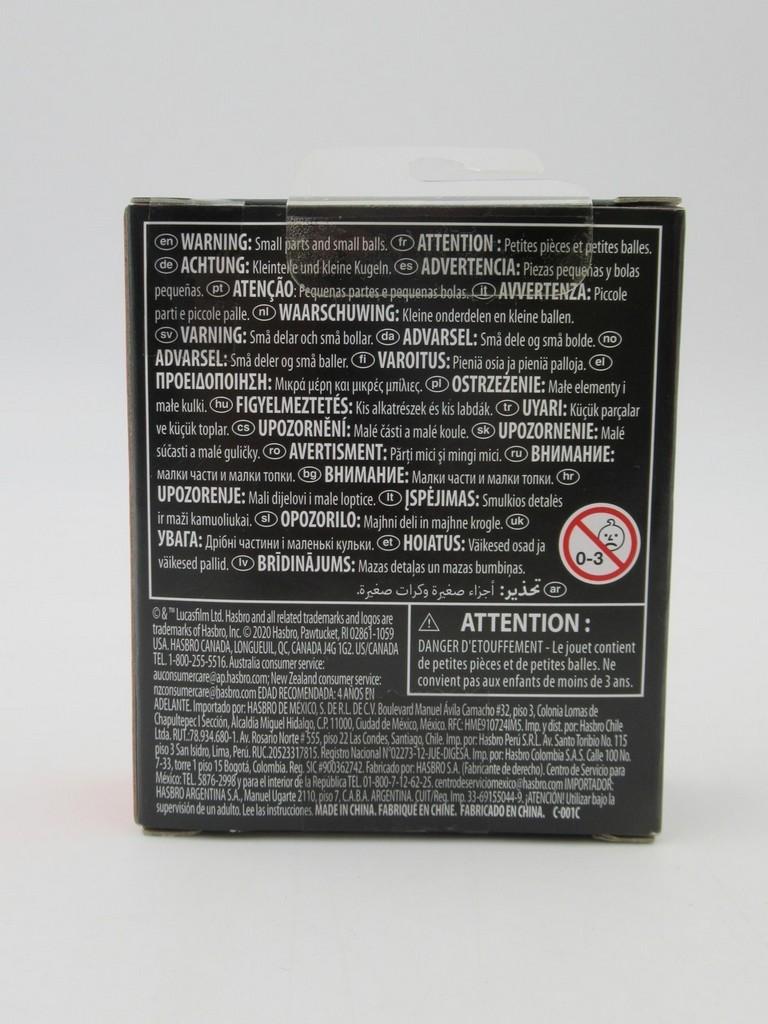 en WARNING: Small parts and small balls. fr ATTENTION : Petites pièces et petites balles.
de ACHTUNG: Kleinteile und kleine Kugeln. es ADVERTENCIA: Piezas pequeñas y bolas
pequeñas. pt ATENÇÃO: Pequenas partes e pequenas bolas. it AVVERTENZA: Piccole
parti e piccole palle. nl WAARSCHUWING: Kleine onderdelen en kleine ballen.
sv VARNING: Små delar och små bollar. da ADVARSEL: Små dele og små bolde. no
ADVARSEL: Små deler og små baller. fi VAROITUS: Pieniä osia ja pieniä palloja. el
ΠΡΟΕΙΔΟΠΟΙΗΣΗ: Μικρά μέρη και μικρές μπίλιες. pl OSTRZEŻENIE: Małe elementy i
małe kulki. hu FIGYELMEZTETÉS: Kis alkatrészek és kis labdák. tr UYARI: Küçük parçalar
ve küçük toplar. cs UPOZORNĚNÍ: Malé části a malé koule. sk UPOZORNENIE: Malé
súčasti a malé guličky. ro AVERTISMENT: Părți mici și mingi mici. ru ВНИМАНИЕ:
малки части и малки топки. bg ВНИМАНИЕ: Малки части и малки топки. hr
UPOZORENJE: Mali dijelovi i male loptice. lt ĮSPĖJIMAS: Smulkios detalės
ir maži kamuoliukai. sl OPOZORILO: Majhni deli in majhne krogle. uk
УВАГА: Дрібні частини і маленькі кульки. et HOIATUS: Väikesed osad ja
väikesed pallid. lv BRĪDINĀJUMS: Mazas detaļas un mazas bumbiņas.
0-3
ar تحذير: أجزاء صغيرة وكرات صغيرة.
© & ™ Lucasfilm Ltd. Hasbro and all related trademarks and logos are
trademarks of Hasbro, Inc. © 2020 Hasbro, Pawtucket, RI 02861-1059
USA. HASBRO CANADA, LONGUEUIL, QC, CANADA J4G 1G2. US/CANADA
TEL. 1-800-255-5516. Australia consumer service:
auconsumercare@ap.hasbro.com; New Zealand consumer service:
nzconsumercare@hasbro.com EDAD RECOMENDADA: 4 AÑOS EN
ADELANTE. Importado por: HASBRO DE MÉXICO, S. DE R.L. DE C.V. Boulevard Manuel Ávila Camacho #32, piso 3, Colonia Lomas de
Chapultepec I Sección, Alcaldía Miguel Hidalgo, C.P. 11000, Ciudad de México, México. RFC: HME910724IM5. Imp. y dist. por: Hasbro Chile
Ltda. RUT.:78.934.680-1. Av. Rosario Norte #555, piso 22 Las Condes, Santiago, Chile. Imp. por: Hasbro Perú S.R.L. Av. Santo Toribio No. 115
piso 3 San Isidro, Lima, Perú. RUC.20523317815. Registro Nacional N°02273-12-JUE-DIGESA. Imp. por: Hasbro Colombia S.A.S. Calle 100 No.
7-33, torre 1 piso 15 Bogotá, Colombia. Reg. SIC #900362742. Fabricado por: HASBRO S.A. (Fabricante de derecho). Centro de Servicio para
México: TEL. 5876-2998 y para el interior de la República TEL. 01-800-7-12-62-25. centrodeserviciomexico@hasbro.com IMPORTADOR:
HASBRO ARGENTINA S.A., Manuel Ugarte 2110, piso 7, C.A.B.A. ARGENTINA. CUIT/Reg. Imp. 33-69155044-9. ¡ATENCIÓN! Utilizar bajo la
supervisión de un adulto. Lee las instrucciones. MADE IN CHINA. FABRIQUÉ EN CHINE. FABRICADO EN CHINA. C-001C
ATTENTION :
DANGER D'ETOUFFEMENT - Le jouet contient
de petites pièces et de petites balles. Ne
convient pas aux enfants de moins de 3 ans.